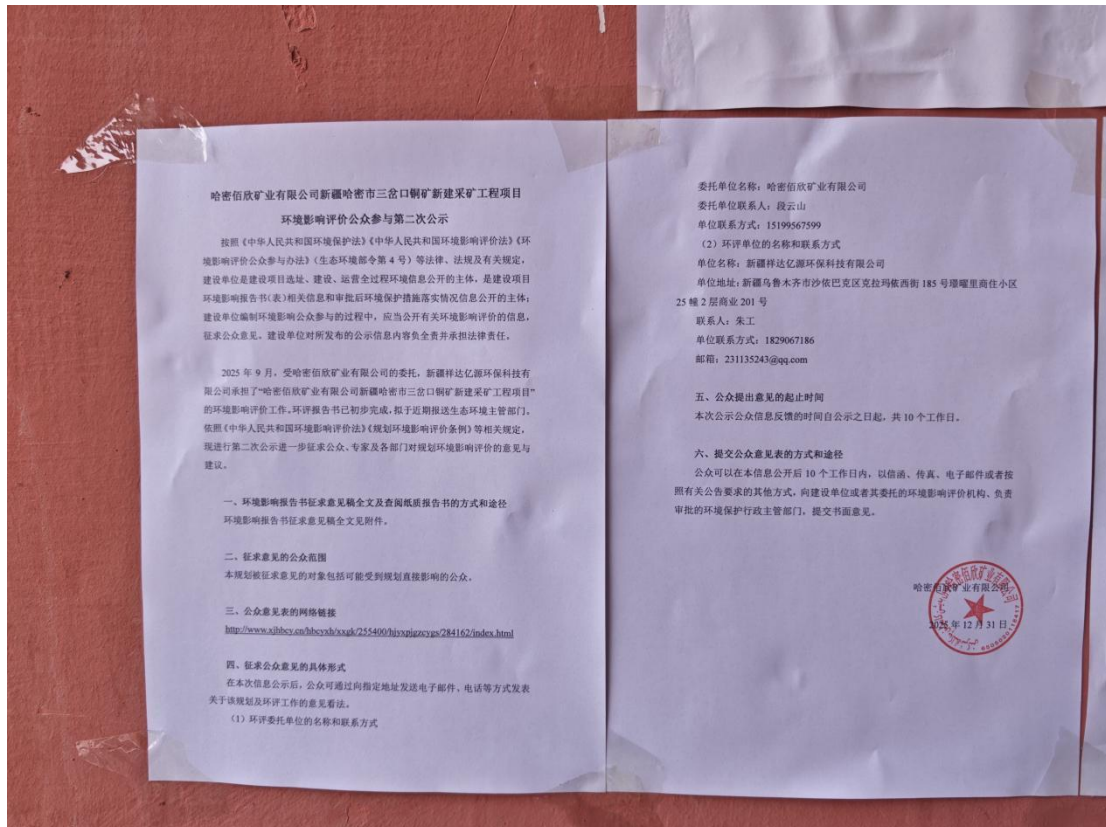 哈密佰欣矿业有限公司新疆哈密市三岔口铜矿新建采矿工程项目
环境影响评价公众参与第二次公示
按照《中华人民共和国环境保护法》《中华人民共和国环境影响评价法》《环
境影响评价公众参与办法》（生态环境部令第 4 号）等法律、法规及有关规定，
建设单位是建设项目选址、建设、运营全过程环境信息公开的主体，是建设项目
环境影响报告书(表)相关信息和审批后环境保护措施落实情况信息公开的主体；
建设单位编制环境影响公众参与的过程中，应当公开有关环境影响评价的信息，
征求公众意见。建设单位对所发布的公示信息内容负全责并承担法律责任。
2025 年 9 月，受哈密佰欣矿业有限公司的委托，新疆祥达亿源环保科技有
限公司承担了“哈密佰欣矿业有限公司新疆哈密市三岔口铜矿新建采矿工程项目”
的环境影响评价工作。环评报告书已初步完成，拟于近期报送生态环境主管部门。
依照《中华人民共和国环境影响评价法》《规划环境影响评价条例》等相关规定，
现进行第二次公示进一步征求公众、专家及各部门对规划环境影响评价的意见与
建议。
一、环境影响报告书征求意见稿全文及查阅纸质报告书的方式和途径
环境影响报告书征求意见稿全文见附件。
二、征求意见的公众范围
本规划被征求意见的对象包括可能受到规划直接影响的公众。
三、公众意见表的网络链接
http://www.xjhbcy.cn/hbcyxh/xxgk/255400/hjyxpjgzcygs/284162/index.html
四、征求公众意见的具体形式
在本次信息公示后，公众可通过向指定地址发送电子邮件、电话等方式发表
关于该规划及环评工作的意见看法。
（1）环评委托单位的名称和联系方式
委托单位名称：哈密佰欣矿业有限公司
委托单位联系人：段云山
单位联系方式：15199567599
（2）环评单位的名称和联系方式
单位名称：新疆祥达亿源环保科技有限公司
单位地址：新疆乌鲁木齐市沙依巴克区克拉玛依西街 185 号璟曜里商住小区
25 幢 2 层商业 201 号
联系人：朱工
单位联系方式：1829067186
邮箱：231135243@qq.com
五、公众提出意见的起止时间
本次公示公众信息反馈的时间自公示之日起，共 10 个工作日。
六、提交公众意见表的方式和途径
公众可以在本信息公开后 10 个工作日内，以信函、传真、电子邮件或者按
照有关公告要求的其他方式，向建设单位或者其委托的环境影响评价机构、负责
审批的环境保护行政主管部门，提交书面意见。
哈密佰欣矿业有限公司
2025 年 12 月 31 日